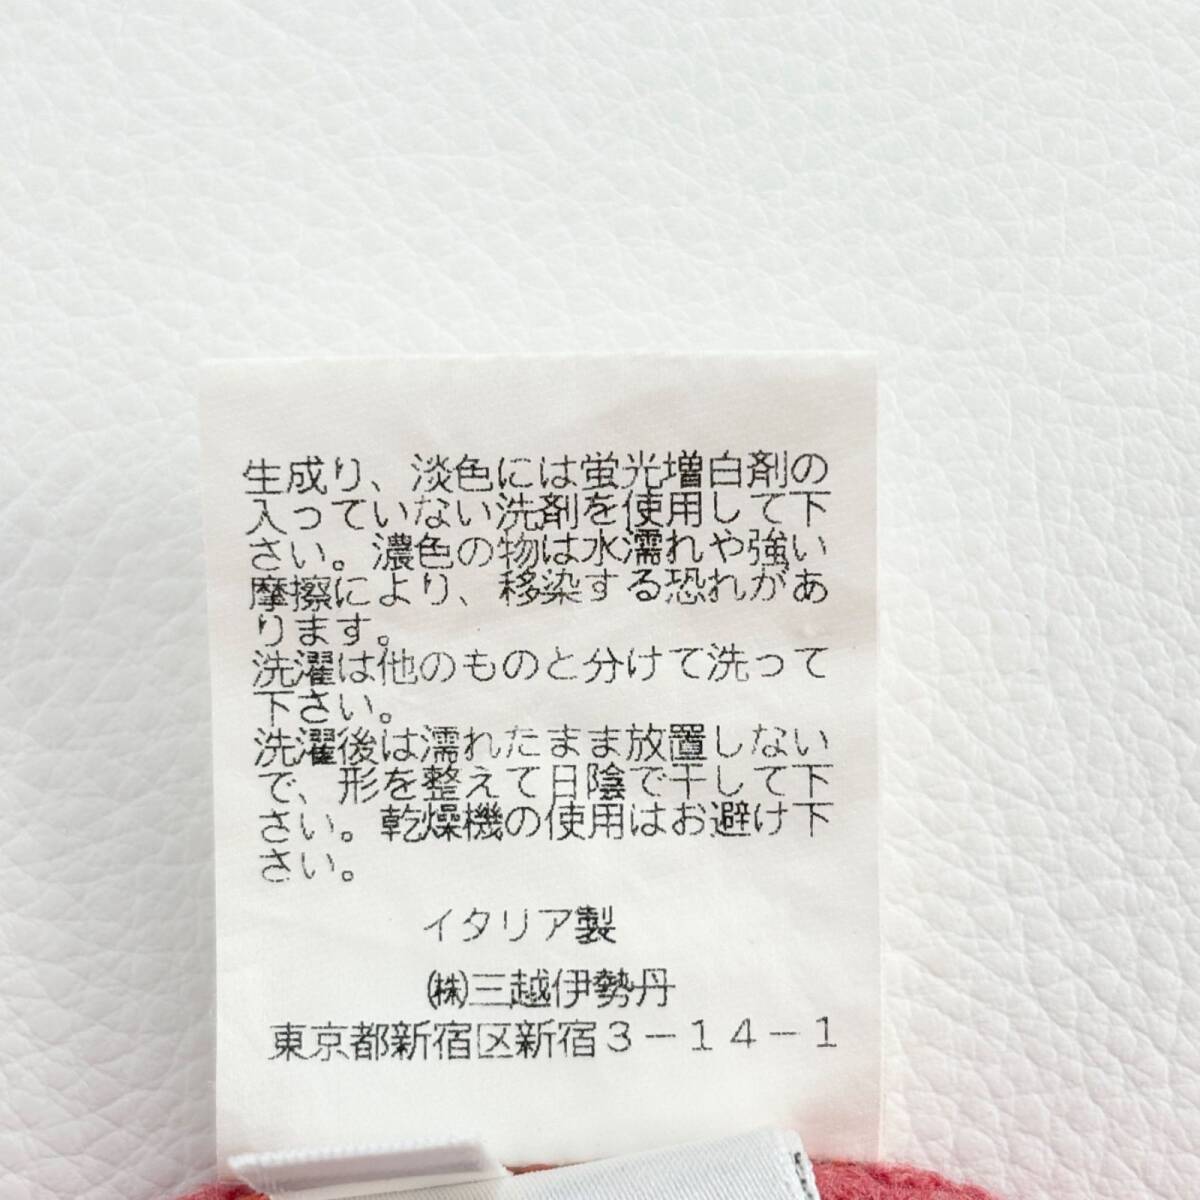 生成り、淡色には蛍光増白剤の
入っていない洗剤を使用して下
さい。濃色の物は水濡れや強い
摩擦により、移染する恐れがあ
ります。
洗濯は他のものと分けて洗って
下さい。
洗濯後は濡れたまま放置しない
で、形を整えて日陰で干して下
さい。乾燥機の使用はお避け下
さい。
イタリア製
㈱三越伊勢丹
東京都新宿区新宿３－１４－１